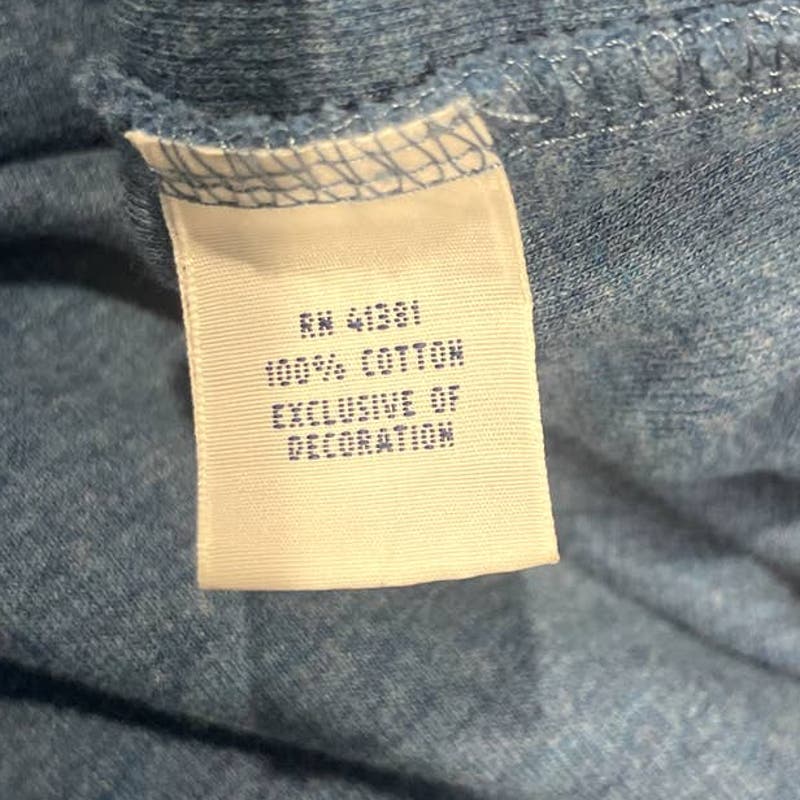 RN 41381
100% COTTON
EXCLUSIVE OF
DECORATION